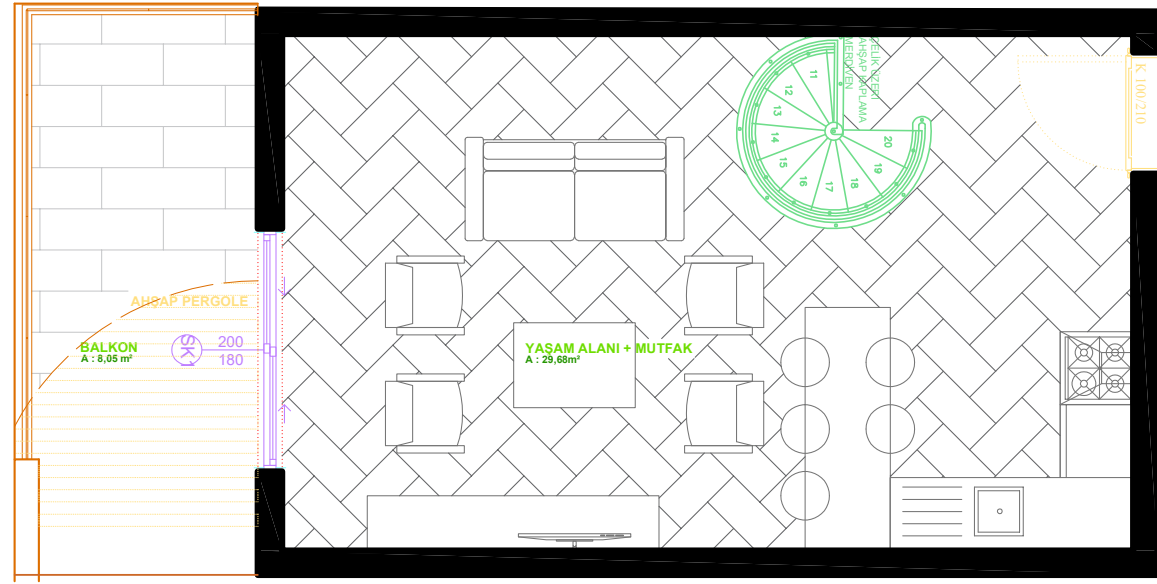 ÇELİK ÜZERİ
AHŞAP KAPLAMA
MERDİVEN
11
12
13
14
15
16
17
18
19
20
K 100/210
AHŞAP PERGOLE
BALKON
A : 8,05 m²
SK1
200
180
YAŞAM ALANI + MUTFAK
A : 29,68m²